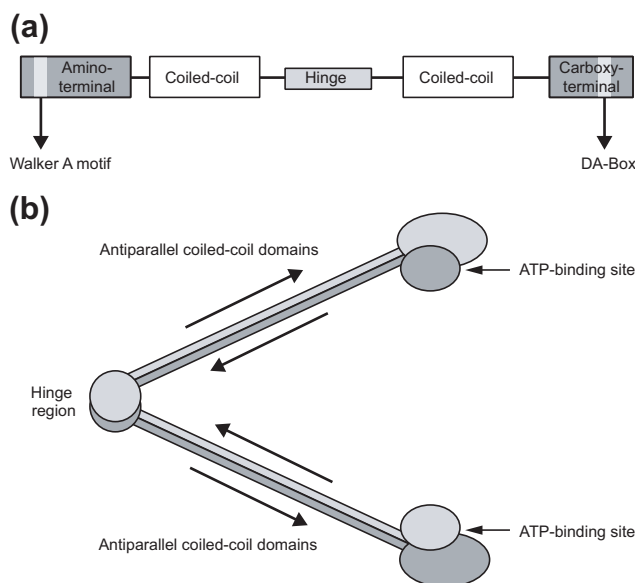 (a)
Amino-
terminal
Coiled-coil
Hinge
Coiled-coil
Carboxy-
terminal
Walker A motif
DA-Box
(b)
Antiparallel coiled-coil domains
ATP-binding site
Hinge
region
ATP-binding site
Antiparallel coiled-coil domains